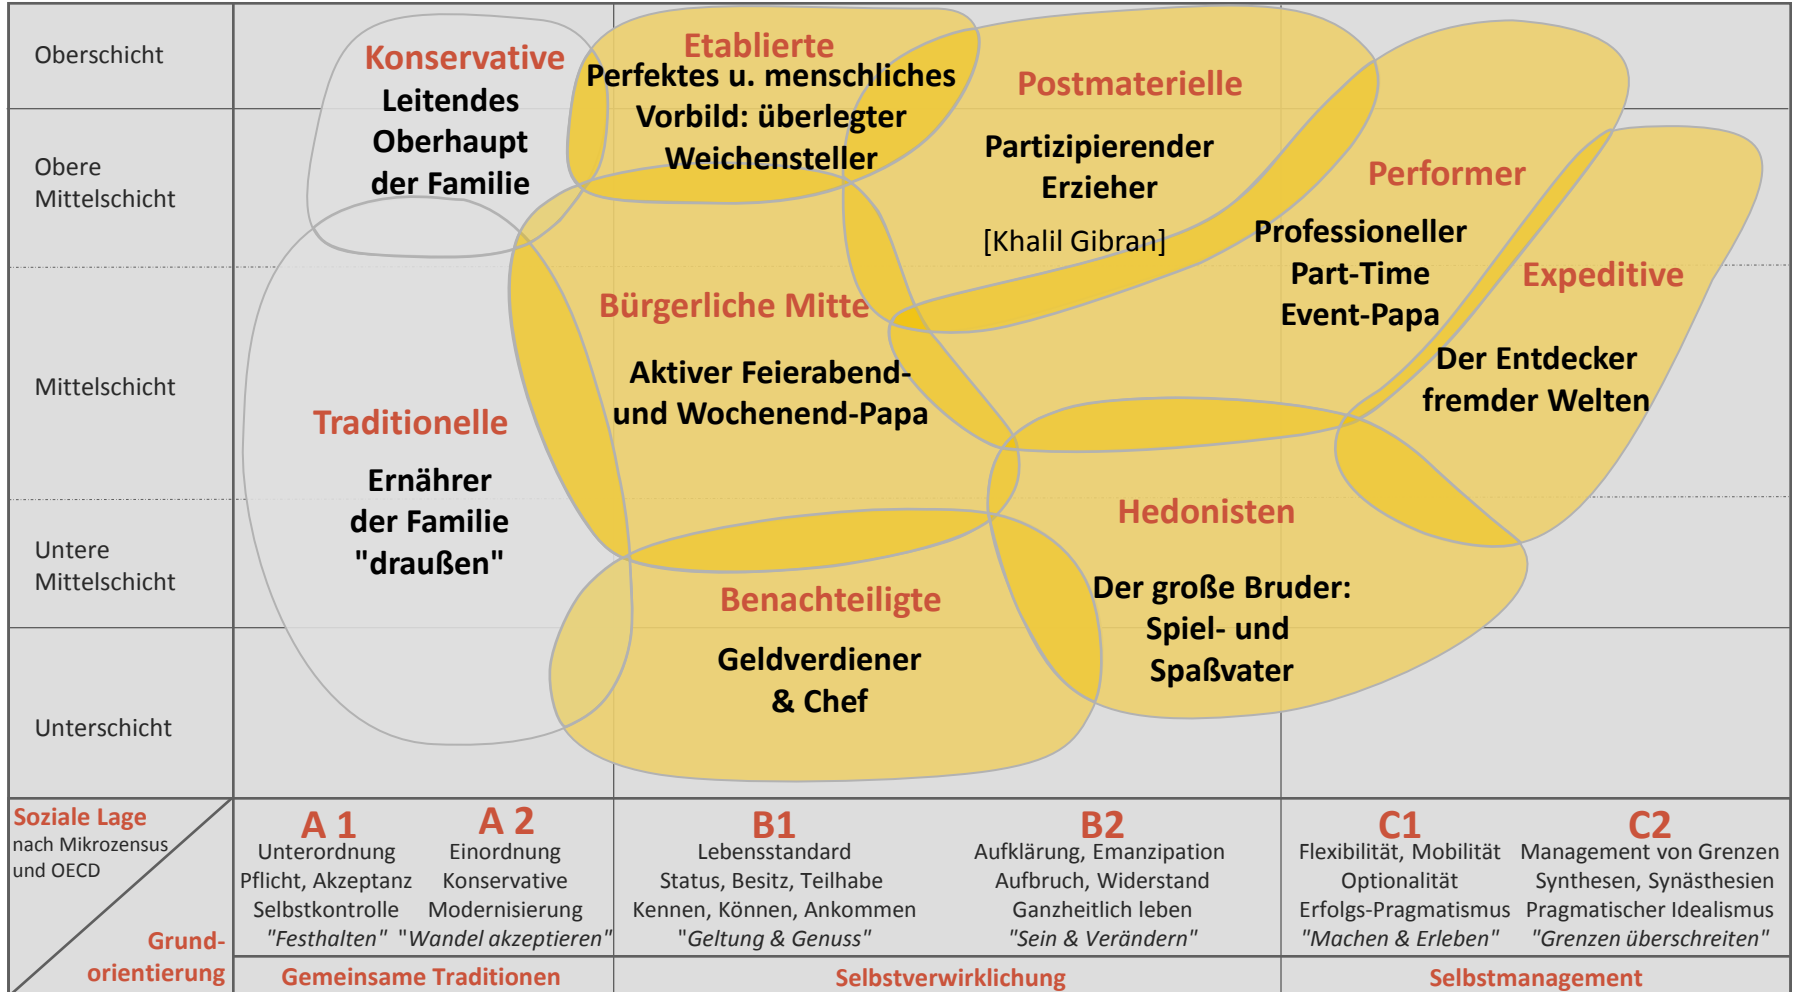 Oberschicht
Obere
Mittelschicht
Mittelschicht
Untere
Mittelschicht
Unterschicht
Konservative
Leitendes
Oberhaupt
der Familie
Etablierte
Perfektes u. menschliches
Vorbild: überlegter
Weichensteller
Postmaterielle
Partizipierender
Erzieher
[Khalil Gibran]
Performer
Professioneller
Part-Time
Event-Papa
Expeditive
Der Entdecker
fremder Welten
Bürgerliche Mitte
Aktiver Feierabend-
und Wochenend-Papa
Traditionelle
Ernährer
der Familie
"draußen"
Hedonisten
Der große Bruder:
Spiel- und
Spaßvater
Benachteiligte
Geldverdiener
& Chef
Soziale Lage
nach Mikrozensus
und OECD
Grund-
orientierung
A 1
Unterordnung
Pflicht, Akzeptanz
Selbstkontrolle
"Festhalten"
A 2
Einordnung
Konservative
Modernisierung
"Wandel akzeptieren"
B1
Lebensstandard
Status, Besitz, Teilhabe
Kennen, Können, Ankommen
"Geltung & Genuss"
B2
Aufklärung, Emanzipation
Aufbruch, Widerstand
Ganzheitlich leben
"Sein & Verändern"
C1
Flexibilität, Mobilität
Optionalität
Erfolgs-Pragmatismus
"Machen & Erleben"
C2
Management von Grenzen
Synthesen, Synästhesien
Pragmatischer Idealismus
"Grenzen überschreiten"
Gemeinsame Traditionen
Selbstverwirklichung
Selbstmanagement